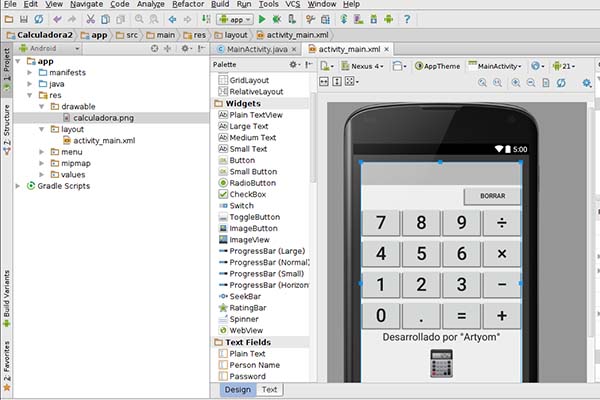 File Edit View Navigate Code Analyze Refactor Build Run Tools VCS Window Help
app
Calculadora2 app src main res layout activity_main.xml
Android
MainActivity.java activity_main.xml
1: Project
7: Structure
Build Variants
2: Favorites
app
manifests
java
res
drawable
calculadora.png
layout
activity_main.xml
menu
mipmap
values
Gradle Scripts
Palette
GridLayout
RelativeLayout
Widgets
Plain TextView
Large Text
Medium Text
Small Text
Button
Small Button
RadioButton
CheckBox
Switch
ToggleButton
ImageButton
ImageView
ProgressBar (Large)
ProgressBar (Normal)
ProgressBar (Small)
ProgressBar (Horizon
SeekBar
RatingBar
Spinner
WebView
Text Fields
Plain Text
Person Name
Password
Design Text
Nexus 4 AppTheme MainActivity 21
5:00
BORRAR
7 8 9 ÷
4 5 6 ×
1 2 3 −
0 . = +
Desarrollado por "Artyom"